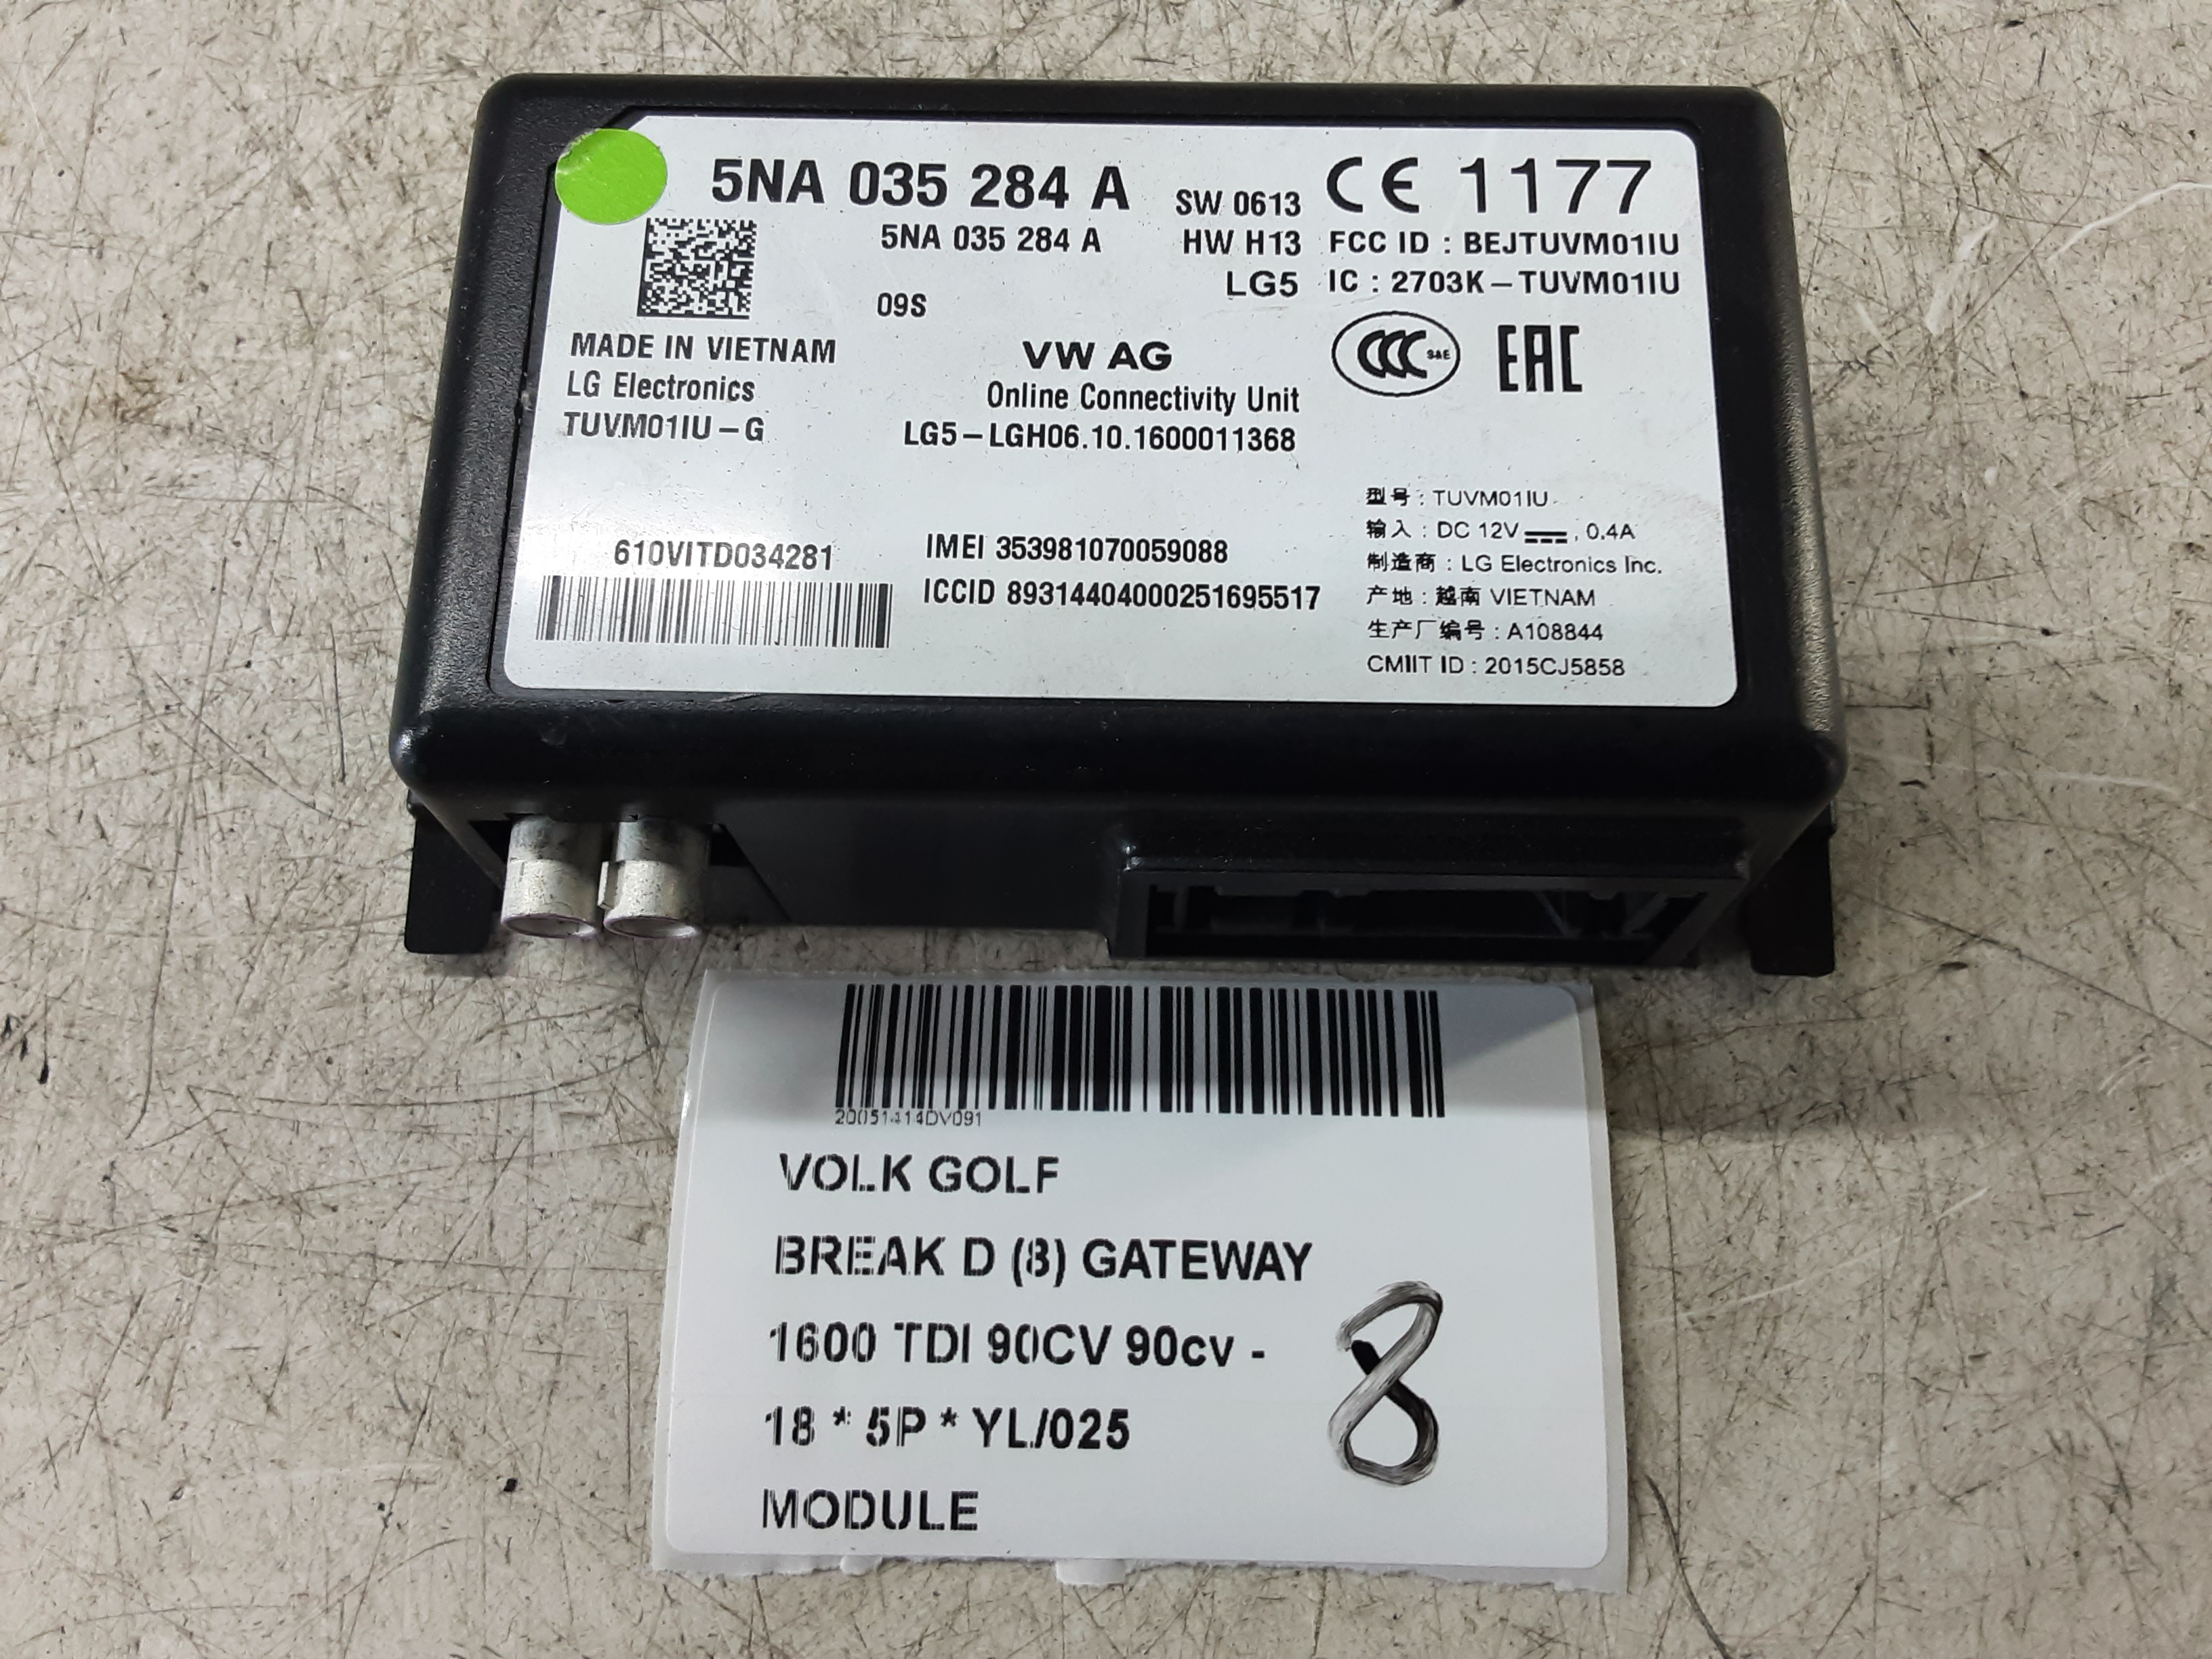 5NA 035 284 A
SW 0613
CE 1177
5NA 035 284 A
HW H13
FCC ID : BEJTUVM01IU
09S
LG5
IC : 2703K-TUVM01IU
MADE IN VIETNAM
VW AG
CCC S&E
EAC
LG Electronics
Online Connectivity Unit
TUVM01IU-G
LG5-LGH06.10.1600011368
610VITD034281
IMEI 353981070059088
ICCID 89314404000251695517
型号 : TUVM01IU
输入 : DC 12V ⎓, 0.4A
制造商 : LG Electronics Inc.
产地 : 越南 VIETNAM
生产厂编号 : A108844
CMIIT ID : 2015CJ5858
20051414DV091
VOLK GOLF
BREAK D (8) GATEWAY
1600 TDI 90CV 90cv -
18 * 5P * YL/025
MODULE
8